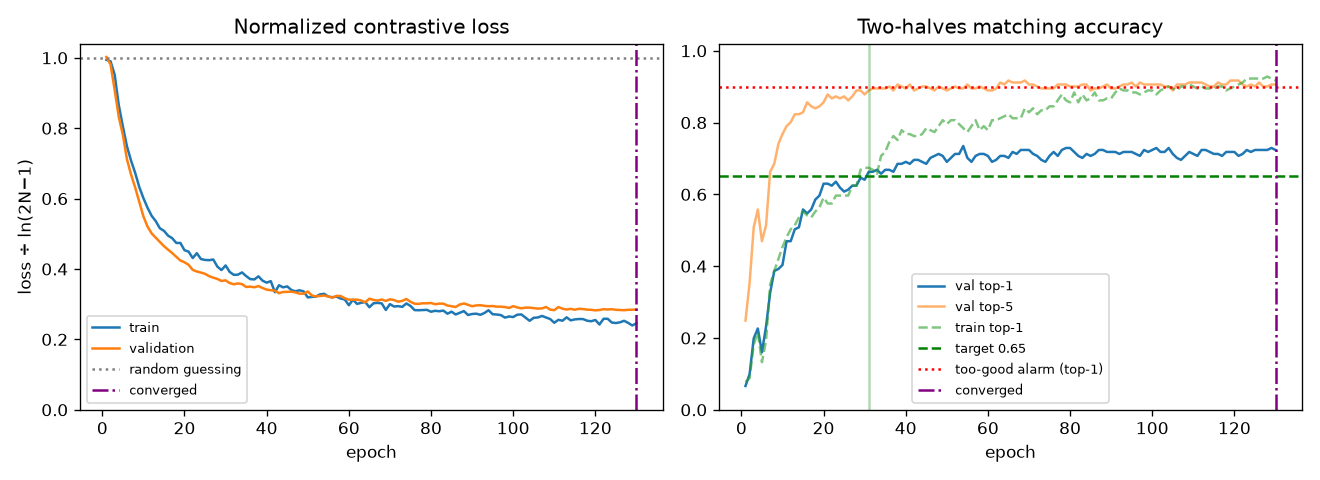 Normalized contrastive loss
loss ÷ ln(2N−1)
1.0
0.8
0.6
0.4
0.2
0.0
train
validation
random guessing
converged
0
20
40
60
80
100
120
epoch
Two-halves matching accuracy
1.0
0.8
0.6
0.4
0.2
0.0
val top-1
val top-5
train top-1
target 0.65
too-good alarm (top-1)
converged
0
20
40
60
80
100
120
epoch